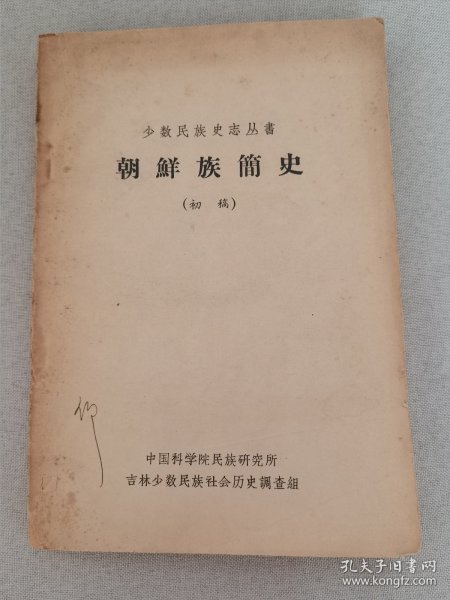 少数民族史志丛書
朝鮮族簡史
(初稿)
中国科学院民族研究所
吉林少数民族社会历史調查組
孔夫子旧書网
www.kongfz.com